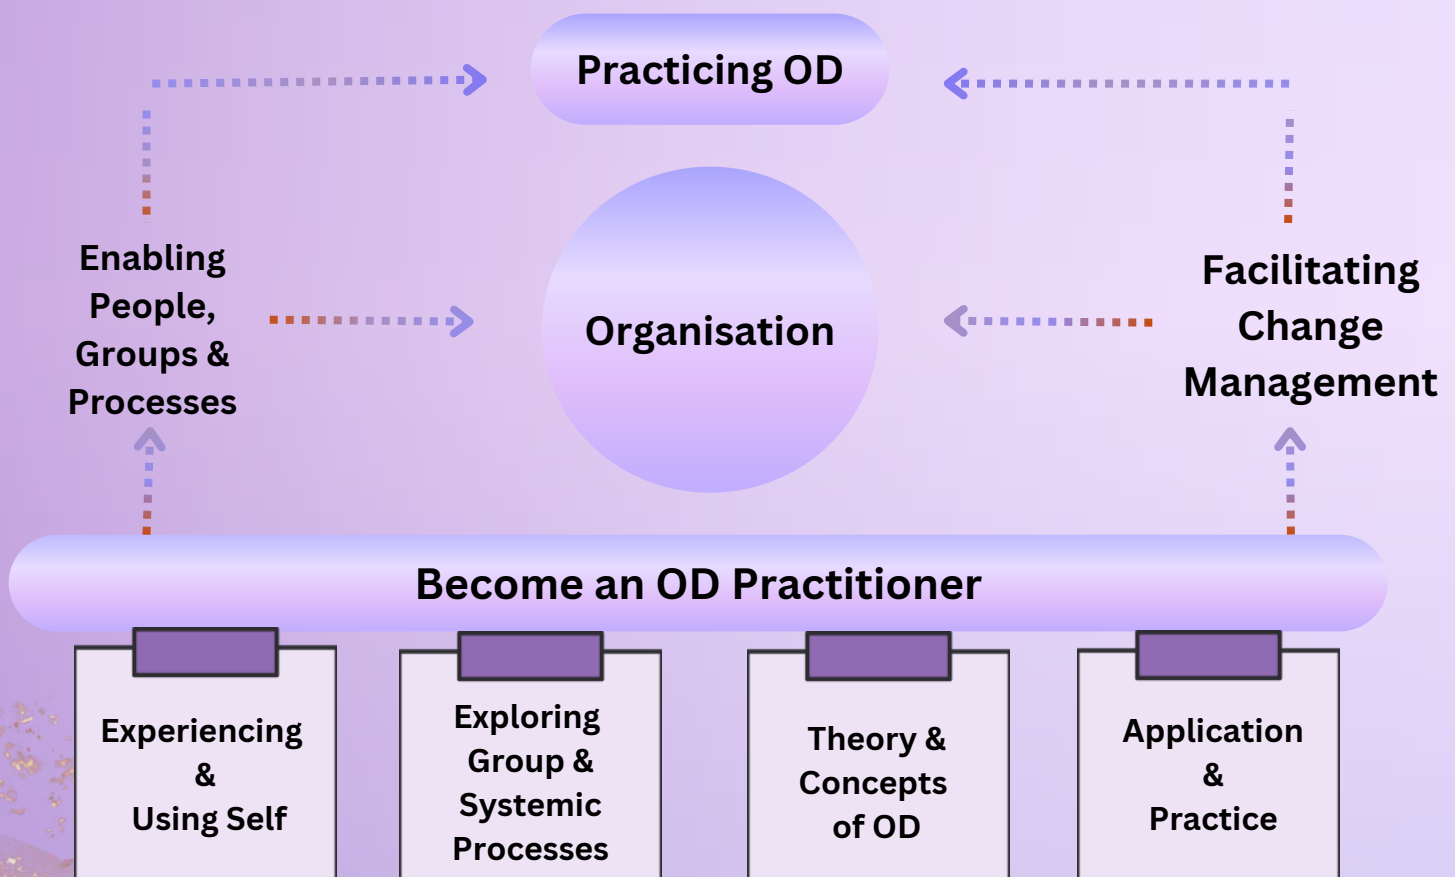 Practicing OD
Enabling
People,
Groups &
Processes
Organisation
Facilitating
Change
Management
Become an OD Practitioner
Experiencing
&
Using Self
Exploring
Group &
Systemic
Processes
Theory &
Concepts
of OD
Application
&
Practice